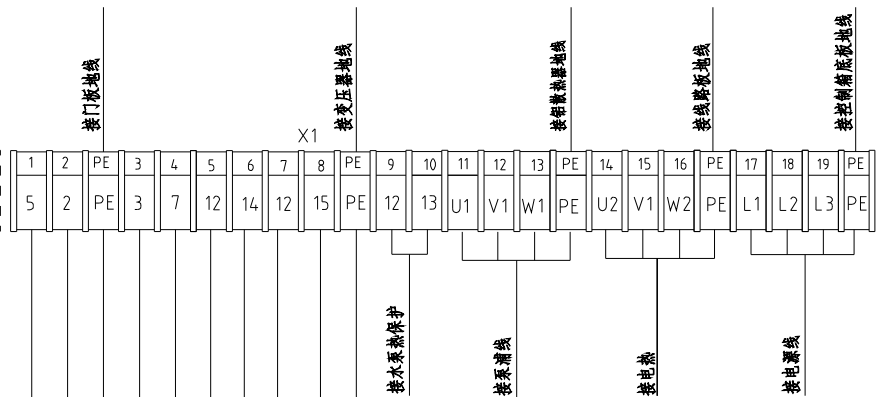 接门板地线
接变压器地线
接铝散热器地线
接线路板地线
接控制箱底板地线
X1
1 2 PE 3 4 5 6 7 8 PE 9 10 11 12 13 PE 14 15 16 PE 17 18 19 PE
5 2 PE 3 7 12 14 12 15 PE 12 13 U1 V1 W1 PE U2 V1 W2 PE L1 L2 L3 PE
接水泵热保护
接泵浦线
接电热
接电源线